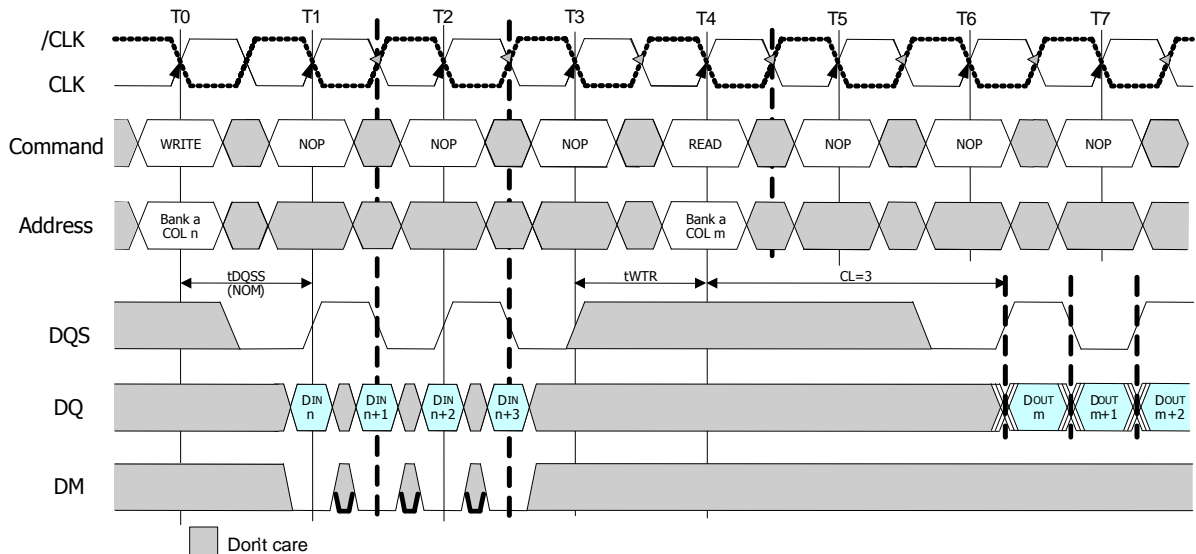 T0 T1 T2 T3 T4 T5 T6 T7
/CLK
CLK
Command WRITE NOP NOP NOP READ NOP NOP NOP
Address Bank a COL n Bank a COL m
tDQSS (NOM) tWTR CL=3
DQS
DQ DIN n DIN n+1 DIN n+2 DIN n+3 DOUT m DOUT m+1 DOUT m+2
DM
Don't care